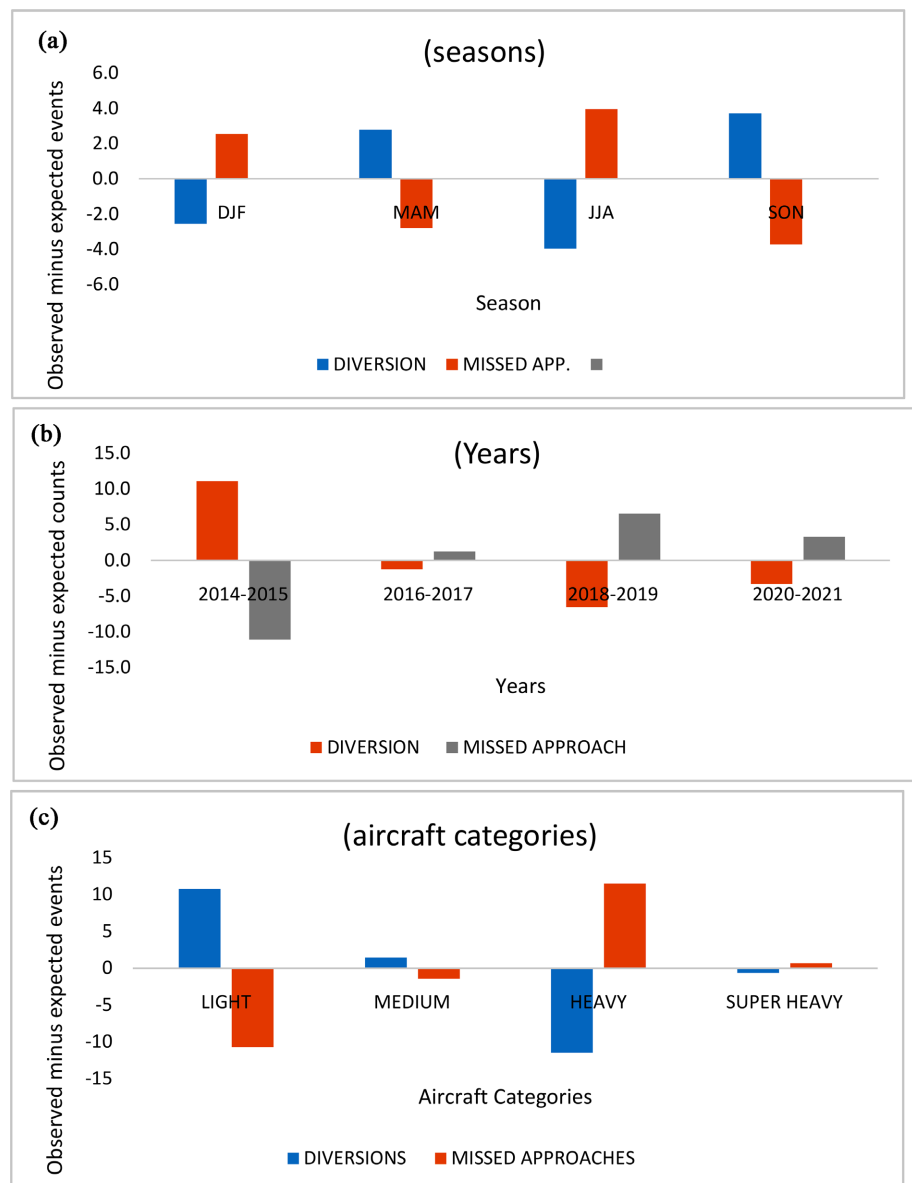 (a)
(seasons)
Observed minus expected events
6.0
4.0
2.0
0.0
-2.0
-4.0
-6.0
DJF MAM JJA SON
Season
DIVERSION MISSED APP.
(b)
(Years)
Observed minus expected counts
15.0
10.0
5.0
0.0
-5.0
-10.0
-15.0
2014-2015 2016-2017 2018-2019 2020-2021
Years
DIVERSION MISSED APPROACH
(c)
(aircraft categories)
Observed minus expected events
15
10
5
0
-5
-10
-15
LIGHT MEDIUM HEAVY SUPER HEAVY
Aircraft Categories
DIVERSIONS MISSED APPROACHES